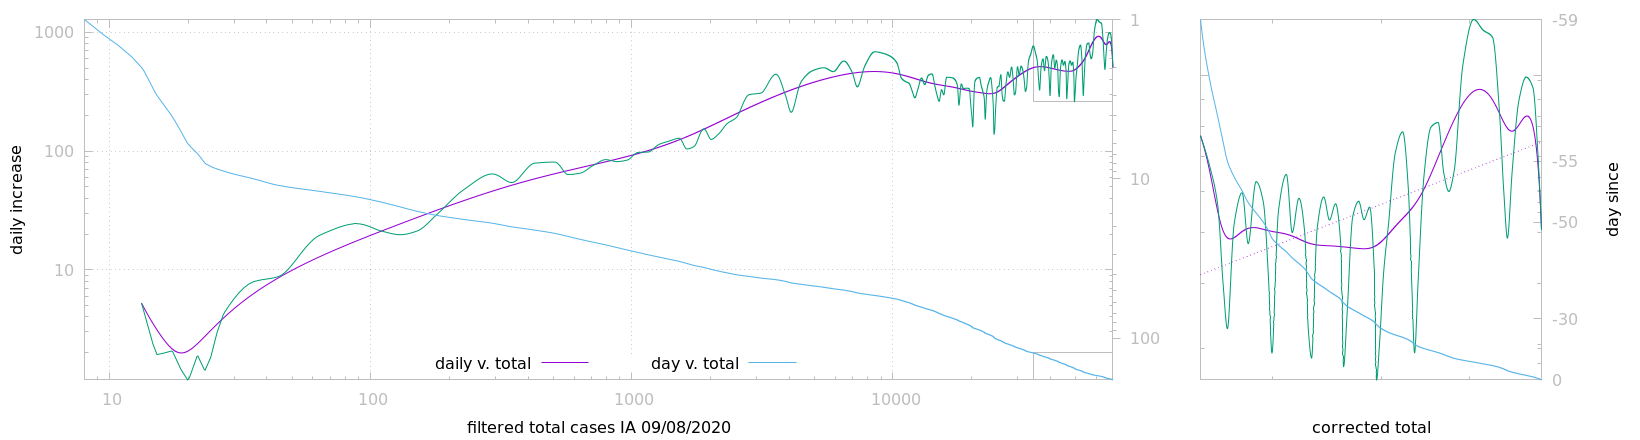 1000
100
10
daily increase
10
100
1000
10000
filtered total cases IA 09/08/2020
daily v. total
day v. total
1
10
100
-59
-55
-50
-30
0
day since
corrected total